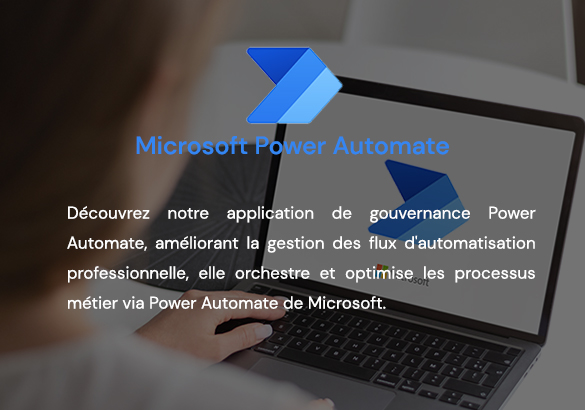 Microsoft Power Automate
Découvrez notre application de gouvernance Power
Automate, améliorant la gestion des flux d'automatisation
professionnelle, elle orchestre et optimise les processus
métier via Power Automate de Microsoft.